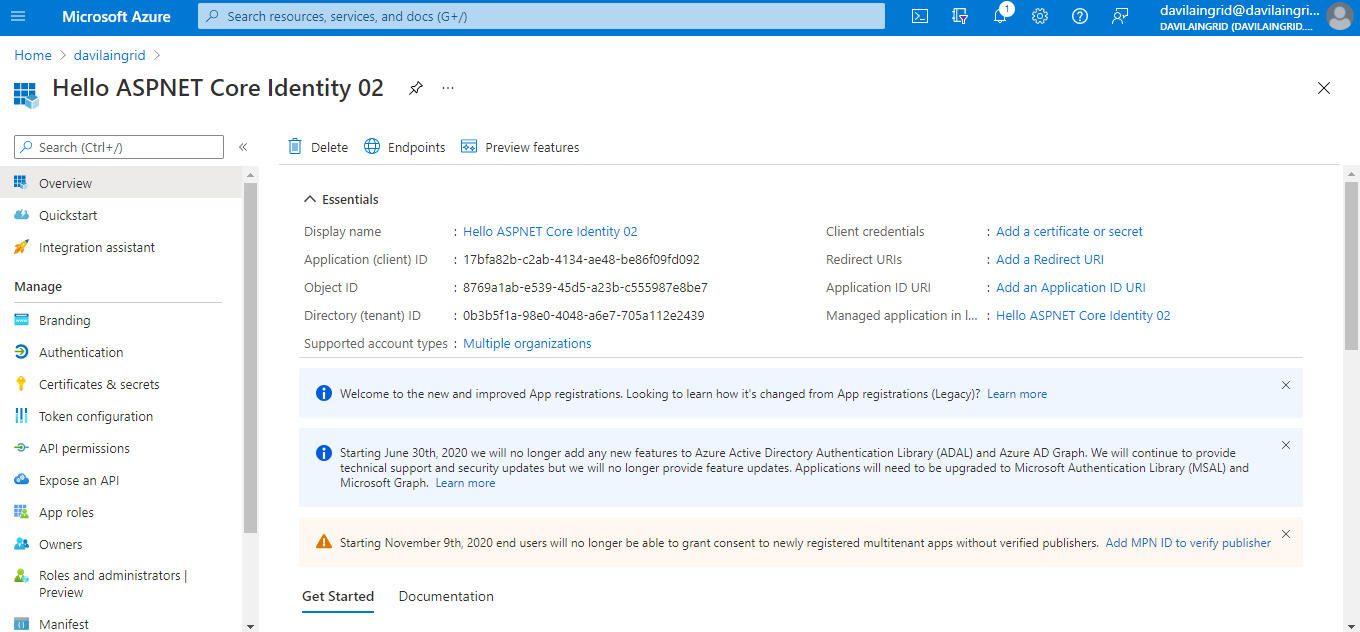 Microsoft Azure
Search resources, services, and docs (G+/)
1
davilaingrid@davilaingri...
DAVILAINGRID (DAVILAINGRID....
Home > davilaingrid >
Hello ASPNET Core Identity 02
...
Search (Ctrl+/)
«
Overview
Quickstart
Integration assistant
Manage
Branding
Authentication
Certificates & secrets
Token configuration
API permissions
Expose an API
App roles
Owners
Roles and administrators |
Preview
Manifest
Delete
Endpoints
Preview features
Essentials
Display name : Hello ASPNET Core Identity 02
Application (client) ID : 17bfa82b-c2ab-4134-ae48-be86f09fd092
Object ID : 8769a1ab-e539-45d5-a23b-c555987e8be7
Directory (tenant) ID : 0b3b5f1a-98e0-4048-a6e7-705a112e2439
Supported account types : Multiple organizations
Client credentials : Add a certificate or secret
Redirect URIs : Add a Redirect URI
Application ID URI : Add an Application ID URI
Managed application in l... : Hello ASPNET Core Identity 02
Welcome to the new and improved App registrations. Looking to learn how it's changed from App registrations (Legacy)? Learn more
Starting June 30th, 2020 we will no longer add any new features to Azure Active Directory Authentication Library (ADAL) and Azure AD Graph. We will continue to provide
technical support and security updates but we will no longer provide feature updates. Applications will need to be upgraded to Microsoft Authentication Library (MSAL) and
Microsoft Graph. Learn more
Starting November 9th, 2020 end users will no longer be able to grant consent to newly registered multitenant apps without verified publishers. Add MPN ID to verify publisher
Get Started
Documentation